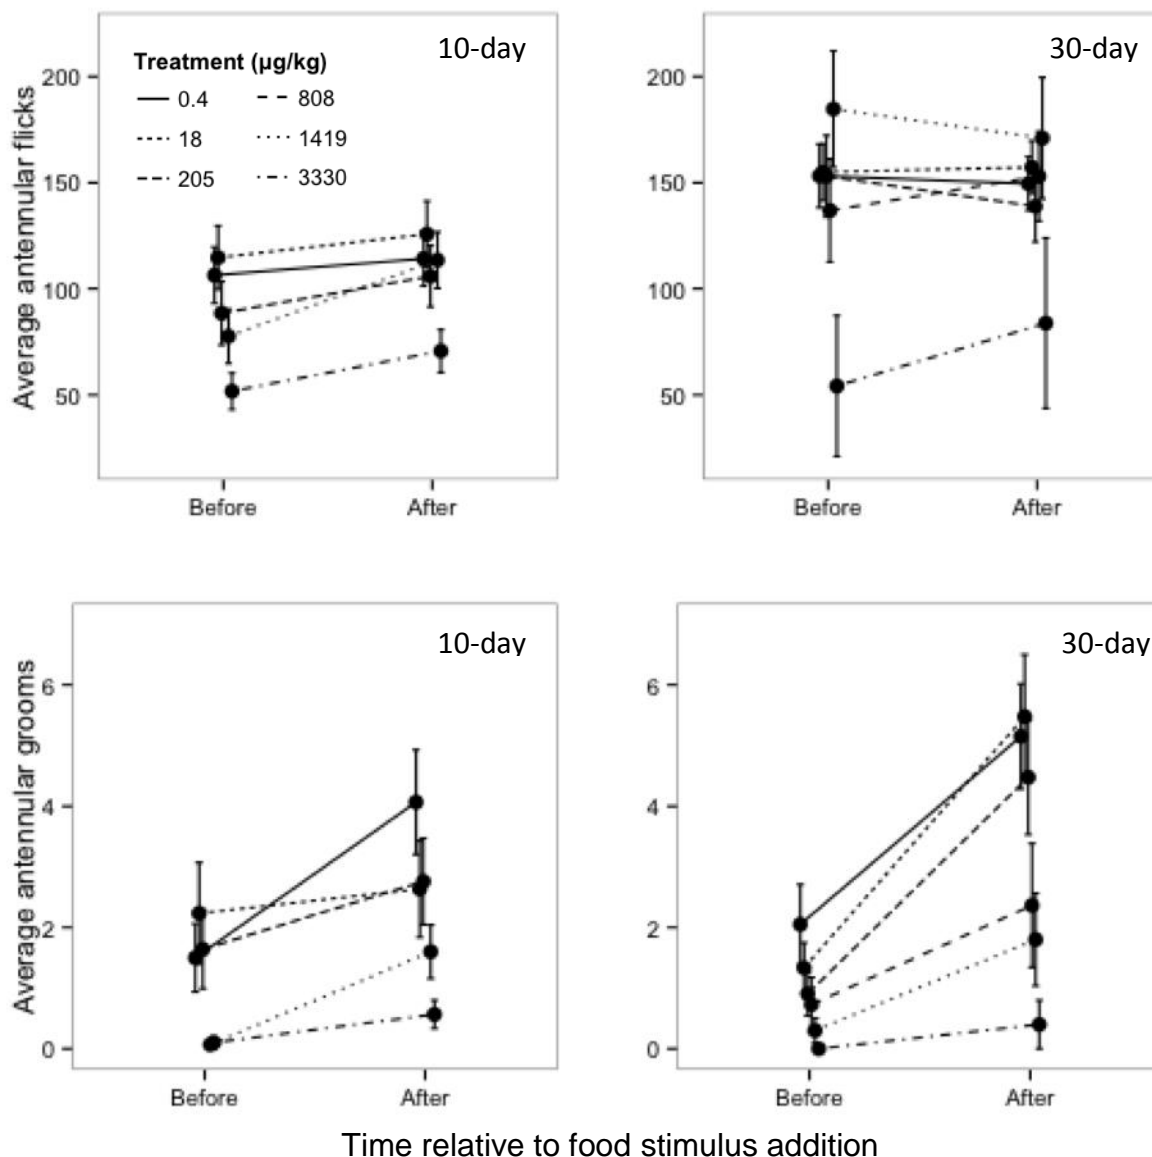 10-day
Treatment (µg/kg)
0.4
808
18
1419
205
3330
Average antennular flicks
200
150
100
50
Before
After
30-day
200
150
100
50
Before
After
10-day
Average antennular grooms
6
4
2
0
Before
After
30-day
6
4
2
0
Before
After
Time relative to food stimulus addition